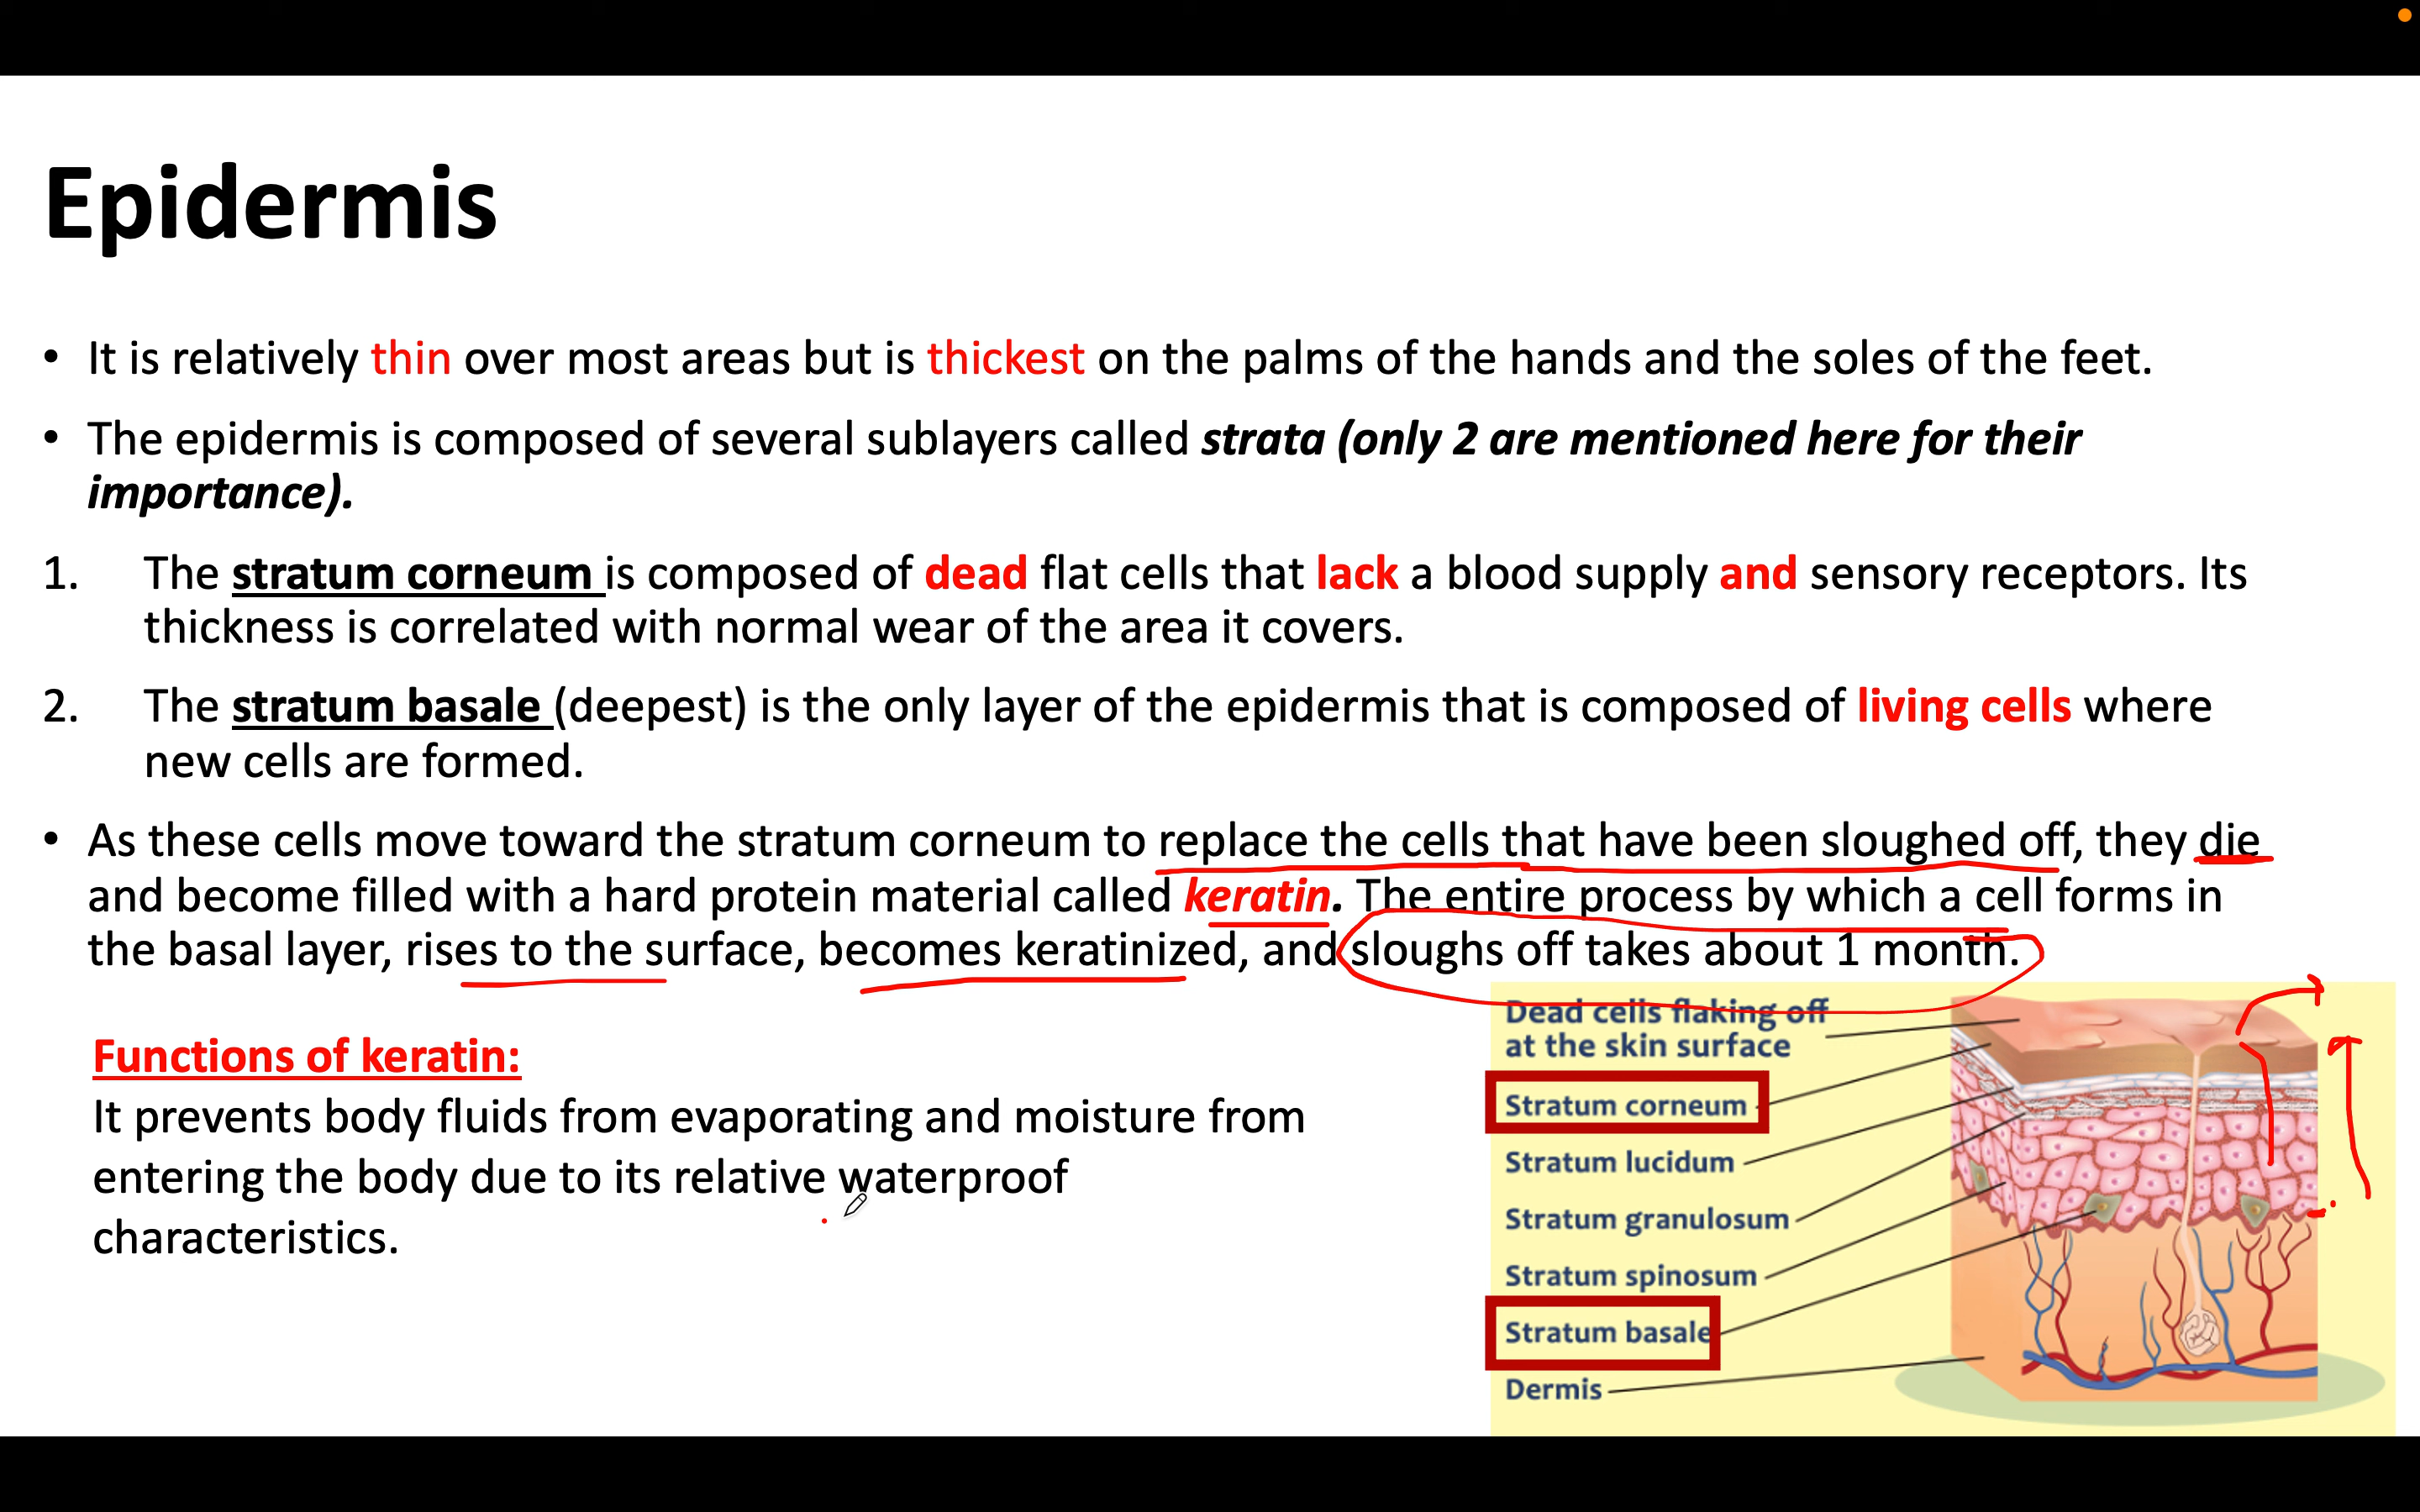 Epidermis
• It is relatively thin over most areas but is thickest on the palms of the hands and the soles of the feet.
• The epidermis is composed of several sublayers called strata (only 2 are mentioned here for their
importance).
1. The stratum corneum is composed of dead flat cells that lack a blood supply and sensory receptors. Its
thickness is correlated with normal wear of the area it covers.
2. The stratum basale (deepest) is the only layer of the epidermis that is composed of living cells where
new cells are formed.
• As these cells move toward the stratum corneum to replace the cells that have been sloughed off, they die
and become filled with a hard protein material called keratin. The entire process by which a cell forms in
the basal layer, rises to the surface, becomes keratinized, and sloughs off takes about 1 month.
Functions of keratin:
It prevents body fluids from evaporating and moisture from
entering the body due to its relative waterproof
characteristics.
Dead cells flaking off
at the skin surface
Stratum corneum
Stratum lucidum
Stratum granulosum
Stratum spinosum
Stratum basale
Dermis